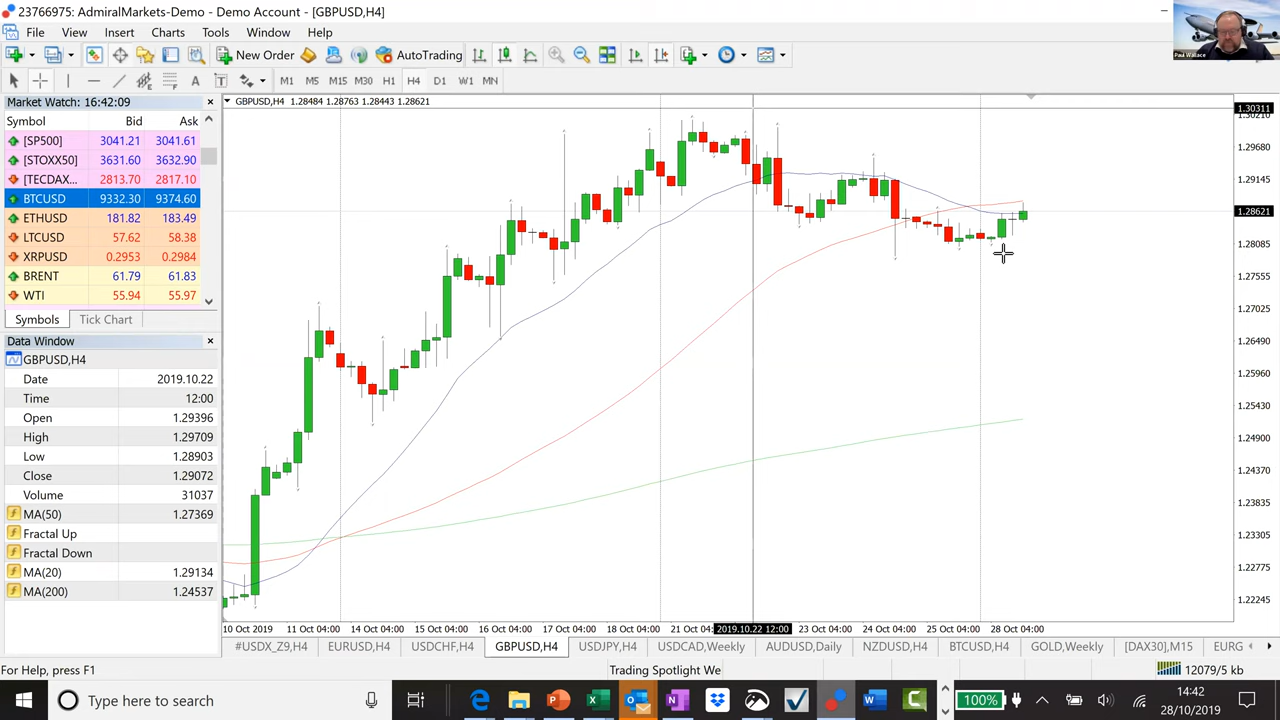 23766975: AdmiralMarkets-Demo - Demo Account - [GBPUSD,H4]
File View Insert Charts Tools Window Help
New Order AutoTrading
A T M1 M5 M15 M30 H1 H4 D1 W1 MN
Paul Wallace
Market Watch: 16:42:09
Symbol Bid Ask
[SP500] 3041.21 3041.61
[STOXX50] 3631.60 3632.90
[TECDAX... 2813.70 2817.10
BTCUSD 9332.30 9374.60
ETHUSD 181.82 183.49
LTCUSD 57.62 58.38
XRPUSD 0.2953 0.2984
BRENT 61.79 61.83
WTI 55.94 55.97
Symbols Tick Chart
Data Window
GBPUSD,H4
Date 2019.10.22
Time 12:00
Open 1.29396
High 1.29709
Low 1.28903
Close 1.29072
Volume 31037
MA(50) 1.27369
Fractal Up
Fractal Down
MA(20) 1.29134
MA(200) 1.24537
GBPUSD,H4 1.28484 1.28763 1.28443 1.28621
1.30311
1.30210
1.29680
1.29145
1.28621
1.28085
1.27555
1.27025
1.26490
1.25960
1.25430
1.24900
1.24370
1.23835
1.23305
1.22775
1.22245
10 Oct 2019 11 Oct 04:00 14 Oct 04:00 15 Oct 04:00 16 Oct 04:00 17 Oct 04:00 18 Oct 04:00 21 Oct 04:00 2019.10.22 12:00 23 Oct 04:00 24 Oct 04:00 25 Oct 04:00 28 Oct 04:00
#USDX_Z9,H4 EURUSD,H4 USDCHF,H4 GBPUSD,H4 USDJPY,H4 USDCAD,Weekly AUDUSD,Daily NZDUSD,H4 BTCUSD,H4 GOLD,Weekly [DAX30],M15 EURG
For Help, press F1 Trading Spotlight We 12079/5 kb
Type here to search
100%
14:42
28/10/2019